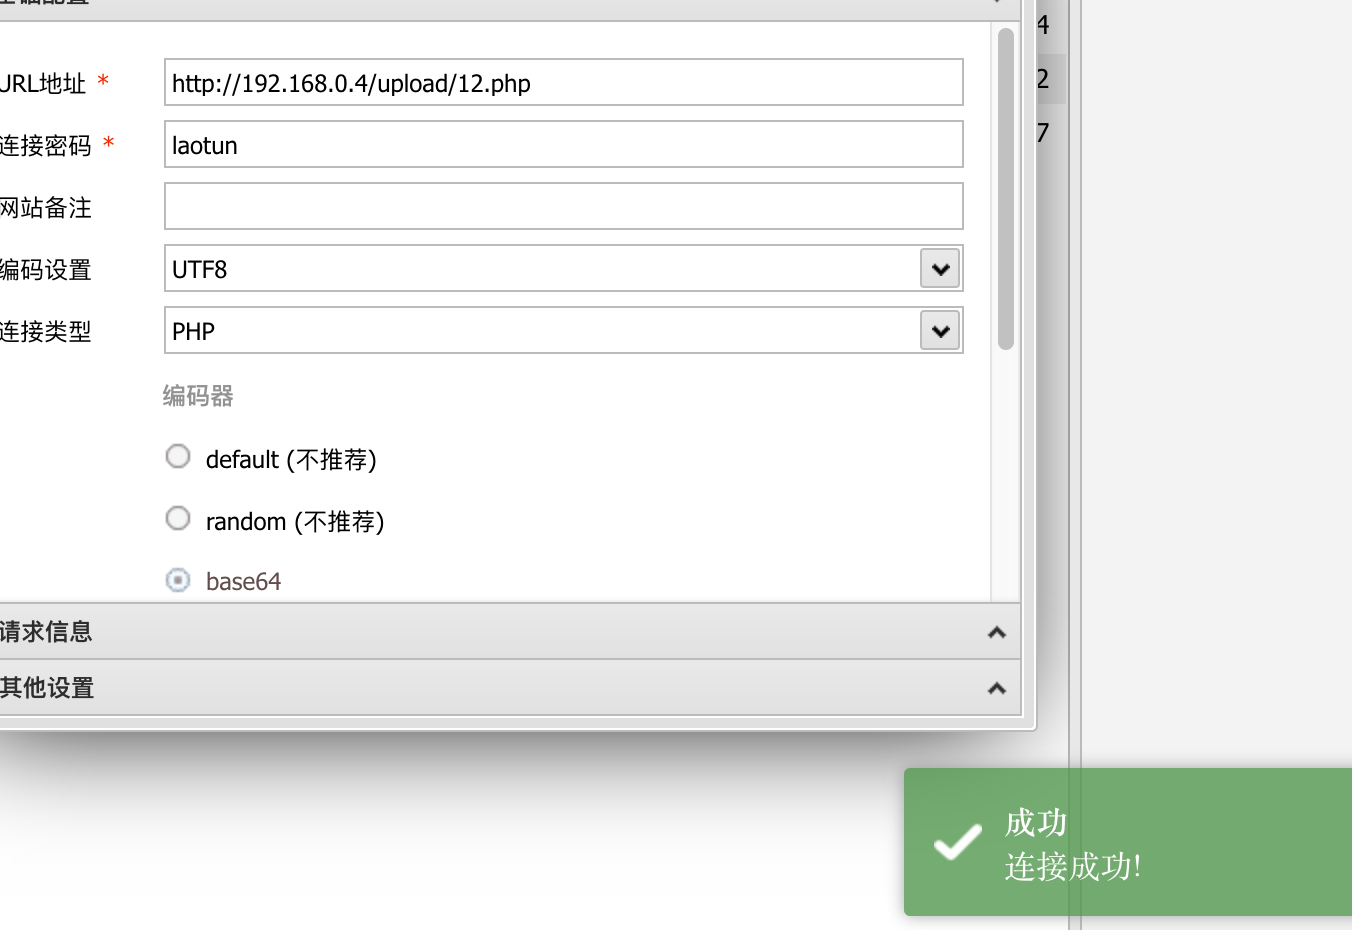 4
URL地址 * http://192.168.0.4/upload/12.php
2
连接密码 * laotun
7
网站备注
编码设置 UTF8
连接类型 PHP
编码器
default (不推荐)
random (不推荐)
base64
请求信息
其他设置
成功
连接成功!